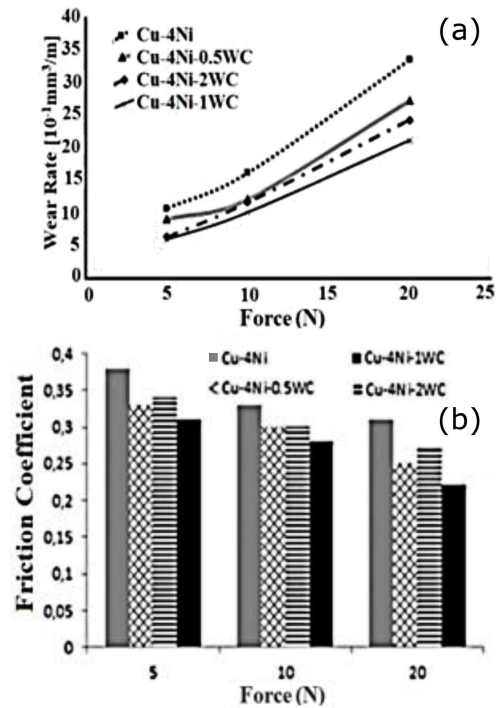 (a)
Wear Rate [10⁻¹mm³/m]
40
35
30
25
20
15
10
5
0
Cu-4Ni
Cu-4Ni-0.5WC
Cu-4Ni-2WC
Cu-4Ni-1WC
0 5 10 15 20 25
Force (N)
(b)
Friction Coefficient
0,4
0,35
0,3
0,25
0,2
0,15
0,1
0,05
0
Cu-4Ni Cu-4Ni-1WC
Cu-4Ni-0.5WC Cu-4Ni-2WC
5 10 20
Force (N)